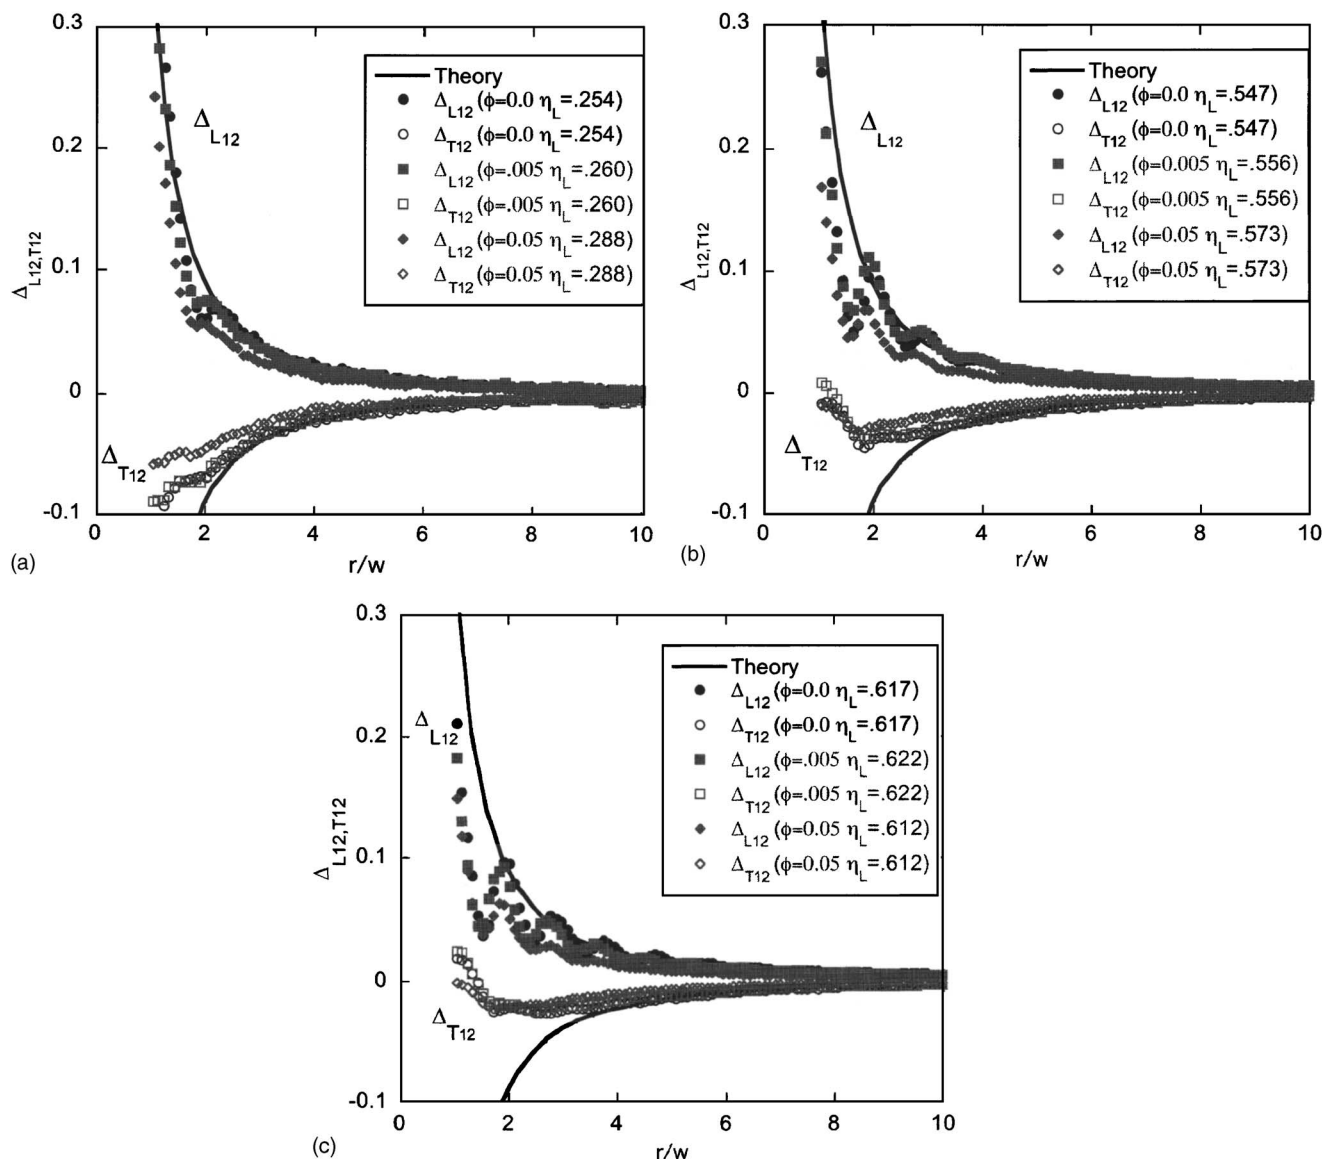 (a)
0.3
0.2
0.1
0
-0.1
Δ_L12,T12
0 2 4 6 8 10
r/w
Δ_L12
Δ_T12
Theory
Δ_L12 (ϕ=0.0 η_L=.254)
Δ_T12 (ϕ=0.0 η_L=.254)
Δ_L12 (ϕ=.005 η_L=.260)
Δ_T12 (ϕ=.005 η_L=.260)
Δ_L12 (ϕ=0.05 η_L=.288)
Δ_T12 (ϕ=0.05 η_L=.288)
(b)
0.3
0.2
0.1
0
-0.1
Δ_L12,T12
0 2 4 6 8 10
r/w
Δ_L12
Δ_T12
Theory
Δ_L12 (ϕ=0.0 η_L=.547)
Δ_T12 (ϕ=0.0 η_L=.547)
Δ_L12 (ϕ=0.005 η_L=.556)
Δ_T12 (ϕ=0.005 η_L=.556)
Δ_L12 (ϕ=0.05 η_L=.573)
Δ_T12 (ϕ=0.05 η_L=.573)
(c)
0.3
0.2
0.1
0
-0.1
Δ_L12,T12
0 2 4 6 8 10
r/w
Δ_L12
Δ_T12
Theory
Δ_L12 (ϕ=0.0 η_L=.617)
Δ_T12 (ϕ=0.0 η_L=.617)
Δ_L12 (ϕ=.005 η_L=.622)
Δ_T12 (ϕ=.005 η_L=.622)
Δ_L12 (ϕ=0.05 η_L=.612)
Δ_T12 (ϕ=0.05 η_L=.612)